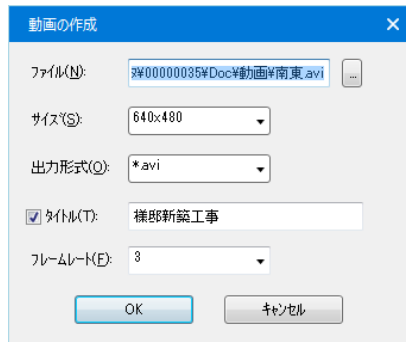 動画の作成
ファイル(N): ﾇ¥00000035¥Doc¥動画¥南東.avi ...
サイズ(S): 640x480
出力形式(O): *.avi
タイトル(T): 様邸新築工事
フレームレート(F): 3
OK キャンセル